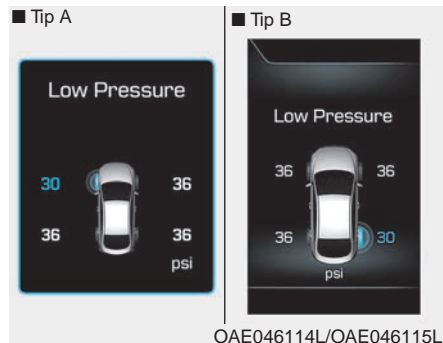 ■ Tip A
Low Pressure
30 36
36 36
psi
■ Tip B
Low Pressure
36 36
36 30
psi
OAE046114L/OAE046115L